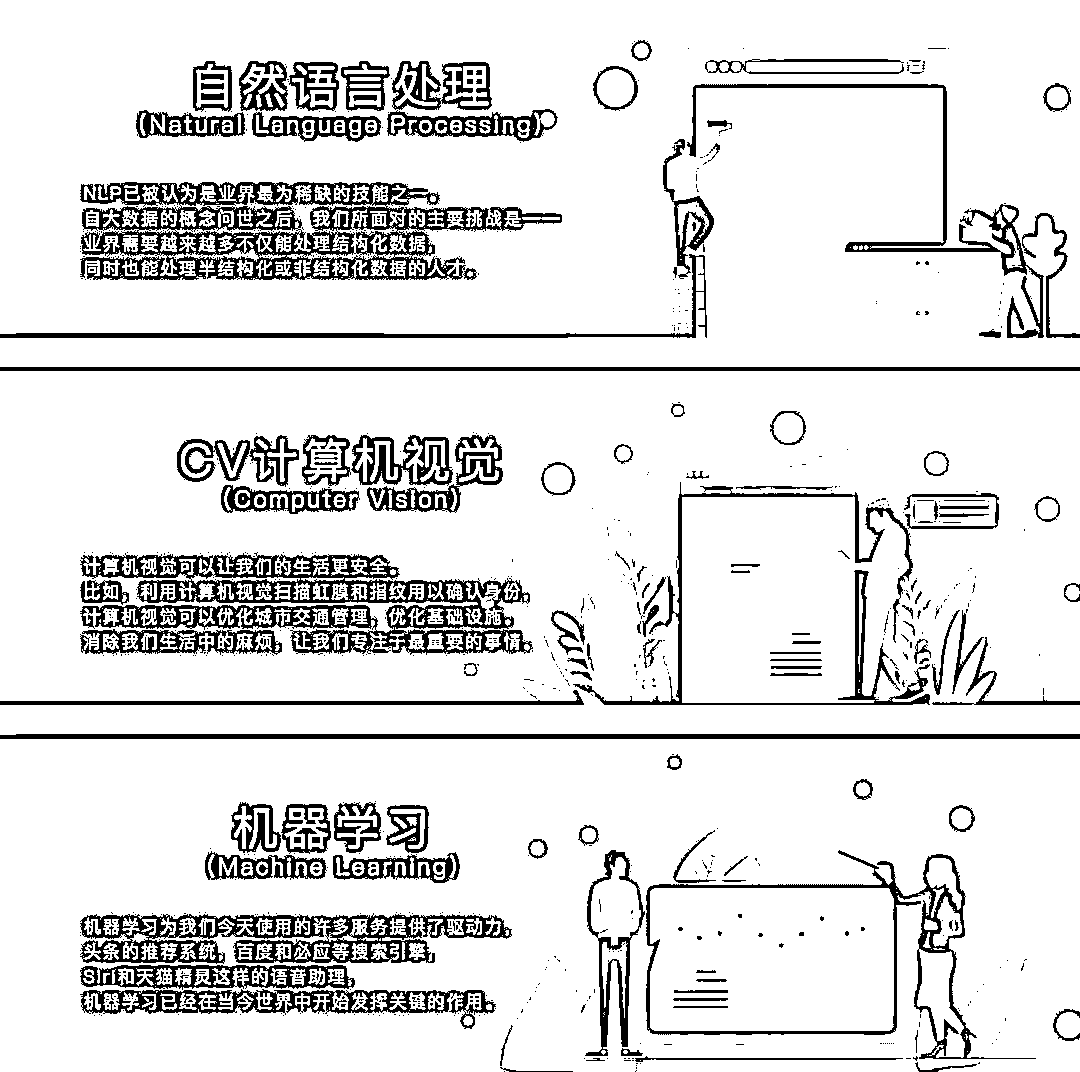 自然语言处理
(Natural Language Processing)
NLP已被认为是业界最为稀缺的技能之一。
自大数据的概念问世之后，我们所面对的主要挑战是——
业界需要越来越多不仅能处理结构化数据，
同时也能处理半结构化或非结构化数据的人才。
CV计算机视觉
(Computer Vision)
计算机视觉可以让我们的生活更安全。
比如，利用计算机视觉扫描虹膜和指纹用以确认身份，
计算机视觉可以优化城市交通管理，优化基础设施。
消除我们生活中的麻烦，让我们专注于最重要的事情。
机器学习
(Machine Learning)
机器学习为我们今天使用的许多服务提供了驱动力，
头条的推荐系统，百度和必应等搜索引擎，
Siri和天猫精灵这样的语音助理，
机器学习已经在当今世界中开始发挥关键的作用。